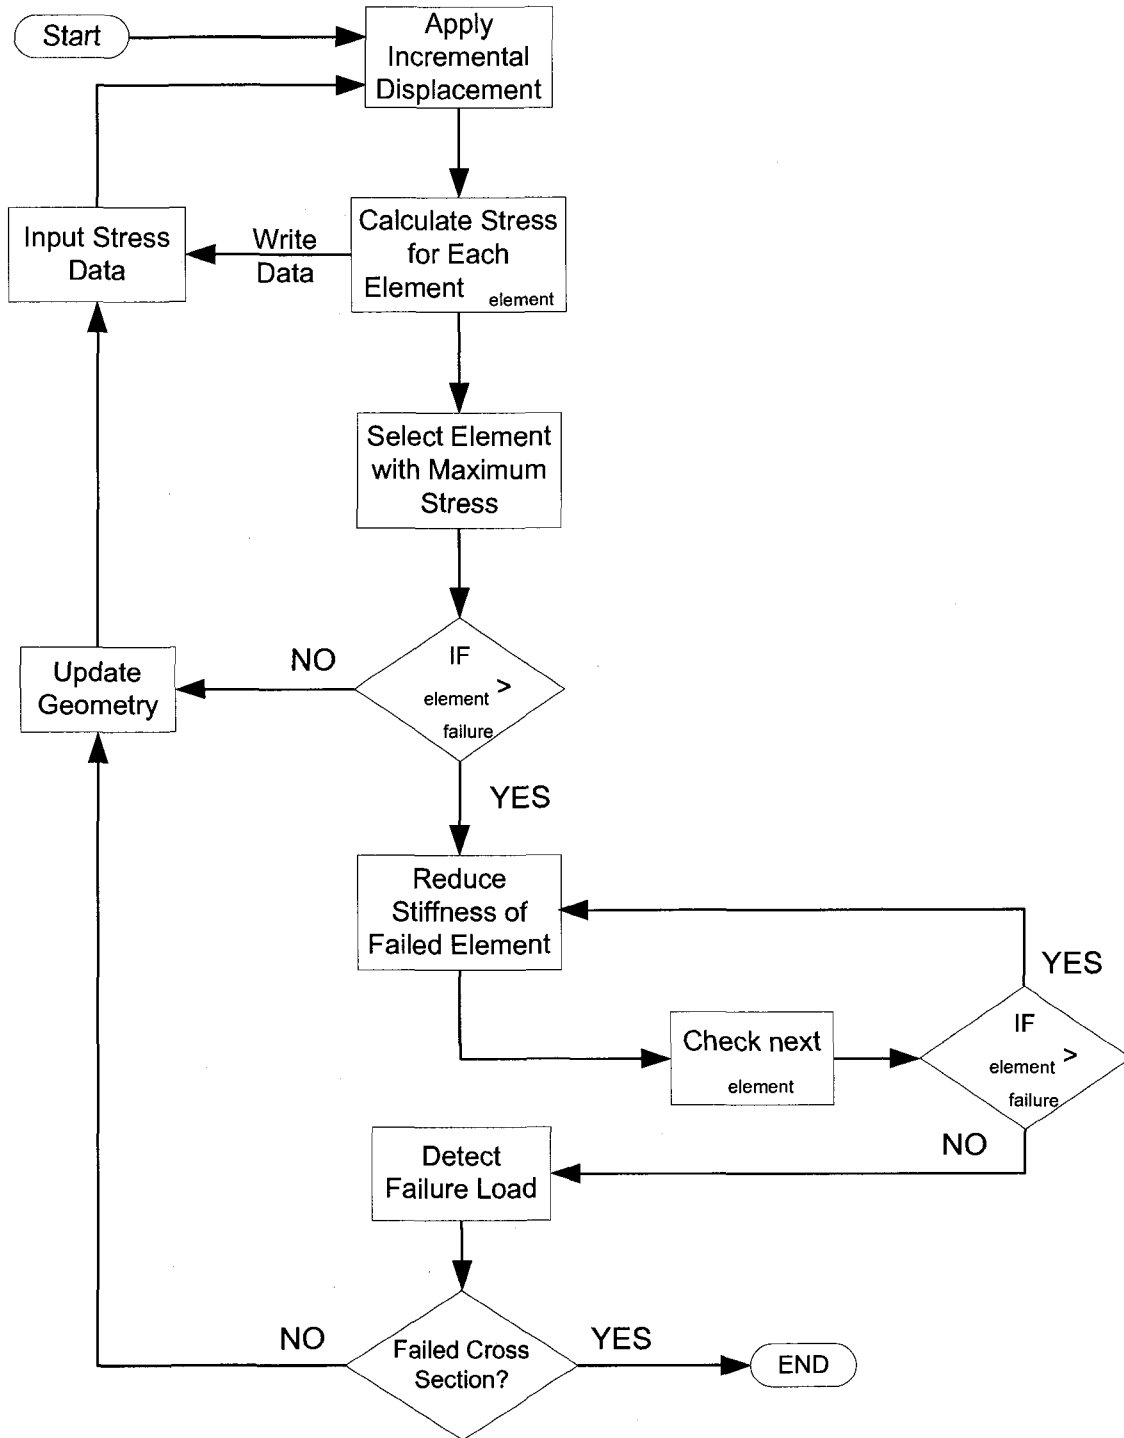 Start
Apply
Incremental
Displacement
Input Stress
Data
Write
Data
Calculate Stress
for Each
Element element
Select Element
with Maximum
Stress
Update
Geometry
NO
IF
element >
failure
YES
Reduce
Stiffness of
Failed Element
YES
Check next
element
IF
element >
failure
NO
Detect
Failure Load
NO
Failed Cross
Section?
YES
END